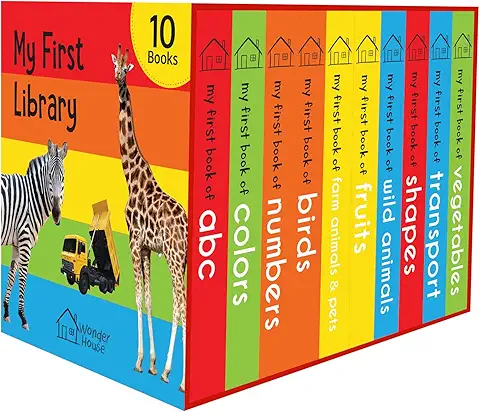 My First
Library
10
Books
Wonder
House
my first book of abc
my first book of colors
my first book of numbers
my first book of birds
my first book of farm animals & pets
my first book of fruits
my first book of wild animals
my first book of shapes
my first book of transport
my first book of vegetables